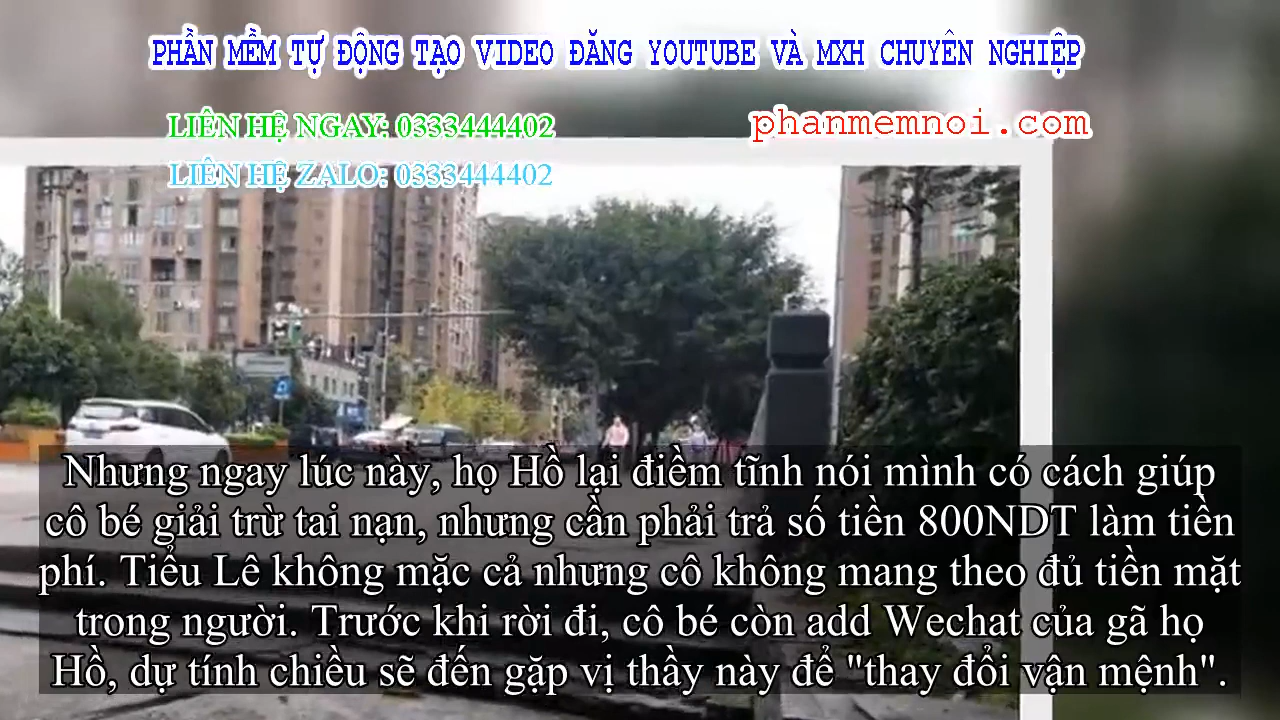 PHẦN MỀM TỰ ĐỘNG TẠO VIDEO ĐĂNG YOUTUBE VÀ MXH CHUYÊN NGHIỆP
LIÊN HỆ NGAY: 0333444402
phanmemnoi.com
LIÊN HỆ ZALO: 0333444402
Nhưng ngay lúc này, họ Hồ lại điềm tĩnh nói mình có cách giúp
cô bé giải trừ tai nạn, nhưng cần phải trả số tiền 800NDT làm tiền
phí. Tiểu Lê không mặc cả nhưng cô không mang theo đủ tiền mặt
trong người. Trước khi rời đi, cô bé còn add Wechat của gã họ
Hồ, dự tính chiều sẽ đến gặp vị thầy này để "thay đổi vận mệnh".